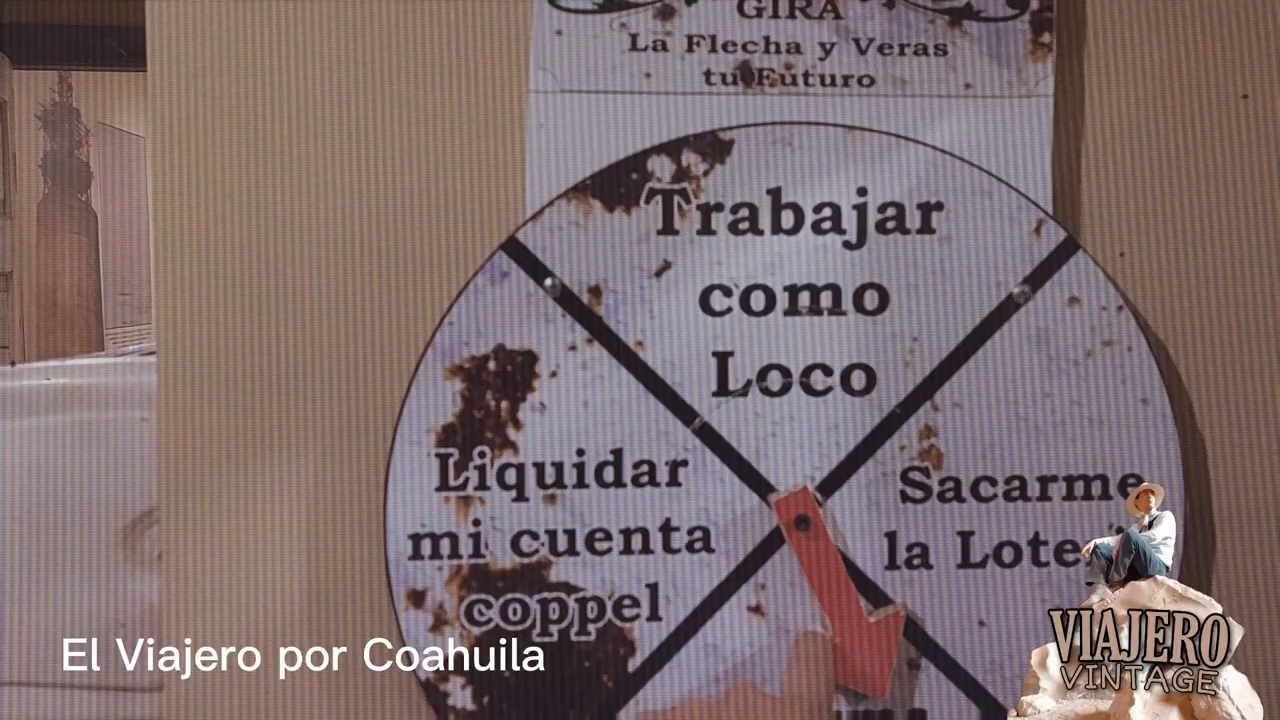 GIRA
La Flecha y Veras
tu Futuro
Trabajar
como
Loco
Liquidar
mi cuenta
coppel
Sacarme
la
El Viajero por Coahuila
VIAJERO
VINTAGE